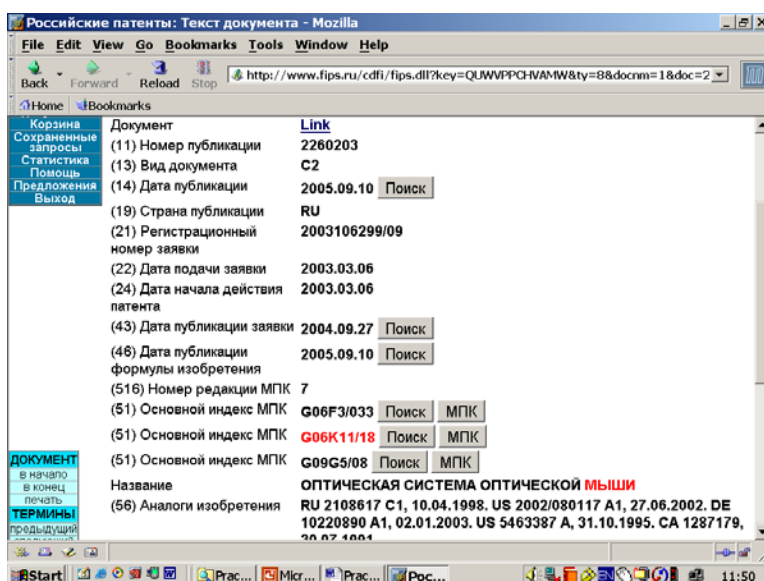 Российские патенты: Текст документа - Mozilla
File Edit View Go Bookmarks Tools Window Help
Back Forward Reload Stop http://www.fips.ru/cdfi/fips.dll?key=QUWVPPCHVAMW&ty=8&docnm=1&doc=2
Home Bookmarks
Корзина
Сохраненные
запросы
Статистика
Помощь
Предложения
Выход
Документ Link
(11) Номер публикации 2260203
(13) Вид документа C2
(14) Дата публикации 2005.09.10 Поиск
(19) Страна публикации RU
(21) Регистрационный 2003106299/09
номер заявки
(22) Дата подачи заявки 2003.03.06
(24) Дата начала действия 2003.03.06
патента
(43) Дата публикации заявки 2004.09.27 Поиск
(46) Дата публикации 2005.09.10 Поиск
формулы изобретения
(516) Номер редакции МПК 7
(51) Основной индекс МПК G06F3/033 Поиск МПК
(51) Основной индекс МПК G06K11/18 Поиск МПК
(51) Основной индекс МПК G09G5/08 Поиск МПК
Название ОПТИЧЕСКАЯ СИСТЕМА ОПТИЧЕСКОЙ МЫШИ
(56) Аналоги изобретения RU 2108617 C1, 10.04.1998. US 2002/080117 A1, 27.06.2002. DE
10220890 A1, 02.01.2003. US 5463387 A, 31.10.1995. CA 1287179,
30.07.1991
ДОКУМЕНТ
в начало
в конец
печать
ТЕРМИНЫ
предыдущий
Start Prac... Micr... Prac... Рос... EN 11:50